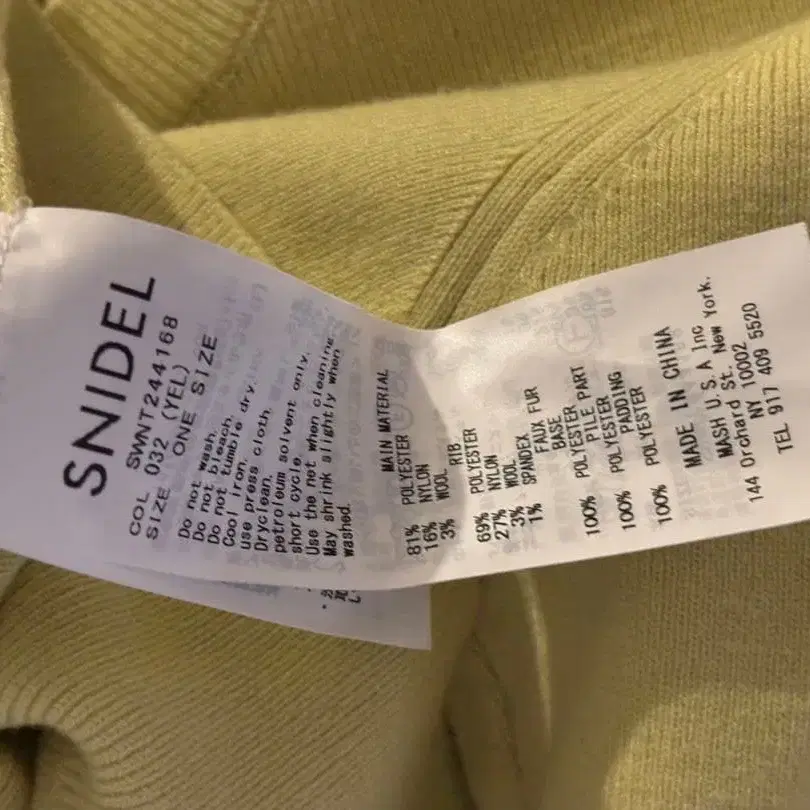 SNIDEL
SWNT244168
COL 032 (YEL)
SIZE ONE SIZE
Do not wash.
Do not bleach.
Do not tumble dry.
Cool iron.
use press cloth.
Dryclean.
petroleum solvent only,
short cycle.
Use the net when cleaning.
May shrink slightly when
washed.
MAIN MATERIAL
81% POLYESTER
16% NYLON
3% WOOL
RIB
69% POLYESTER
27% NYLON
3% WOOL
1% SPANDEX
FAUX FUR
BASE
100% POLYESTER
PILE PART
100% POLYESTER
PADDING
100% POLYESTER
MADE IN CHINA
MASH U.S.A Inc
144 Orchard St. New York,
NY 10002
TEL 917 409 5520